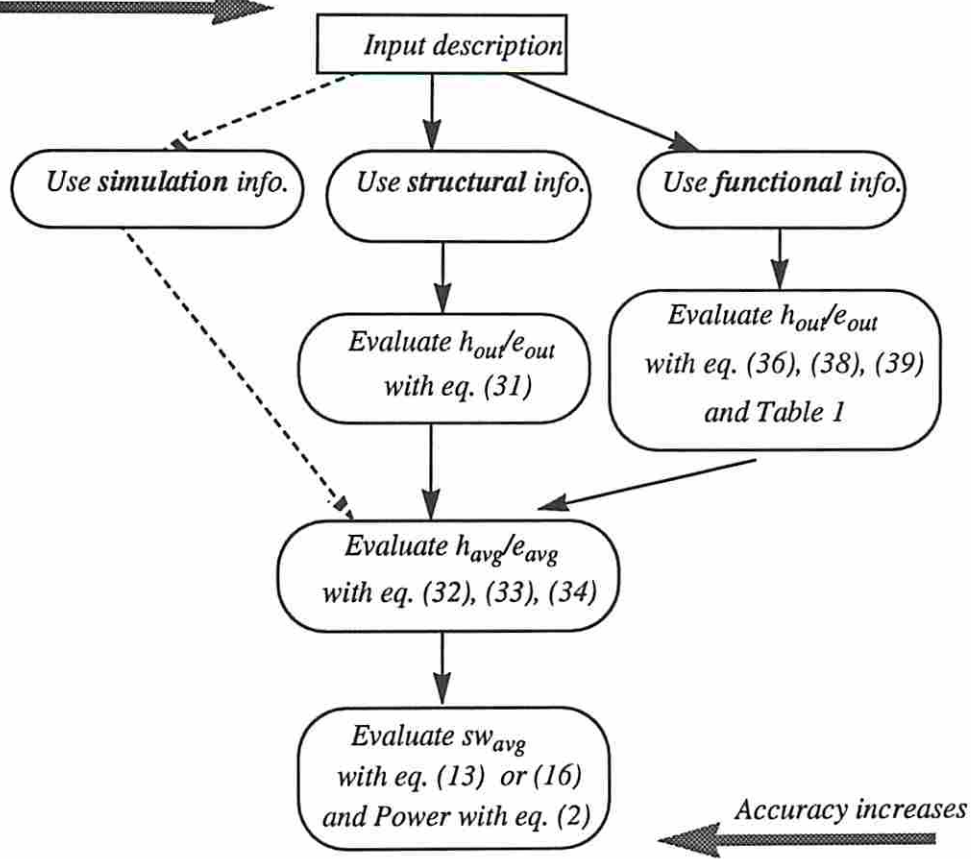 Input description
Use simulation info.
Use structural info.
Use functional info.
Evaluate h_out/e_out
with eq. (31)
Evaluate h_out/e_out
with eq. (36), (38), (39)
and Table 1
Evaluate h_avg/e_avg
with eq. (32), (33), (34)
Evaluate sw_avg
with eq. (13) or (16)
and Power with eq. (2)
Accuracy increases